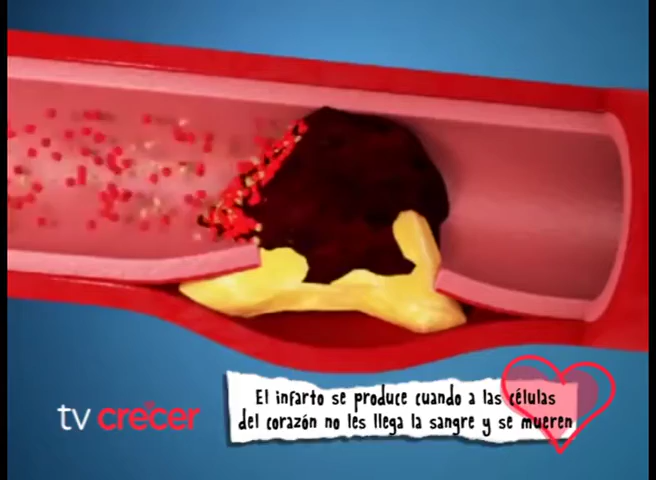 El infarto se produce cuando a las células
del corazón no les llega la sangre y se mueren
tv crecer